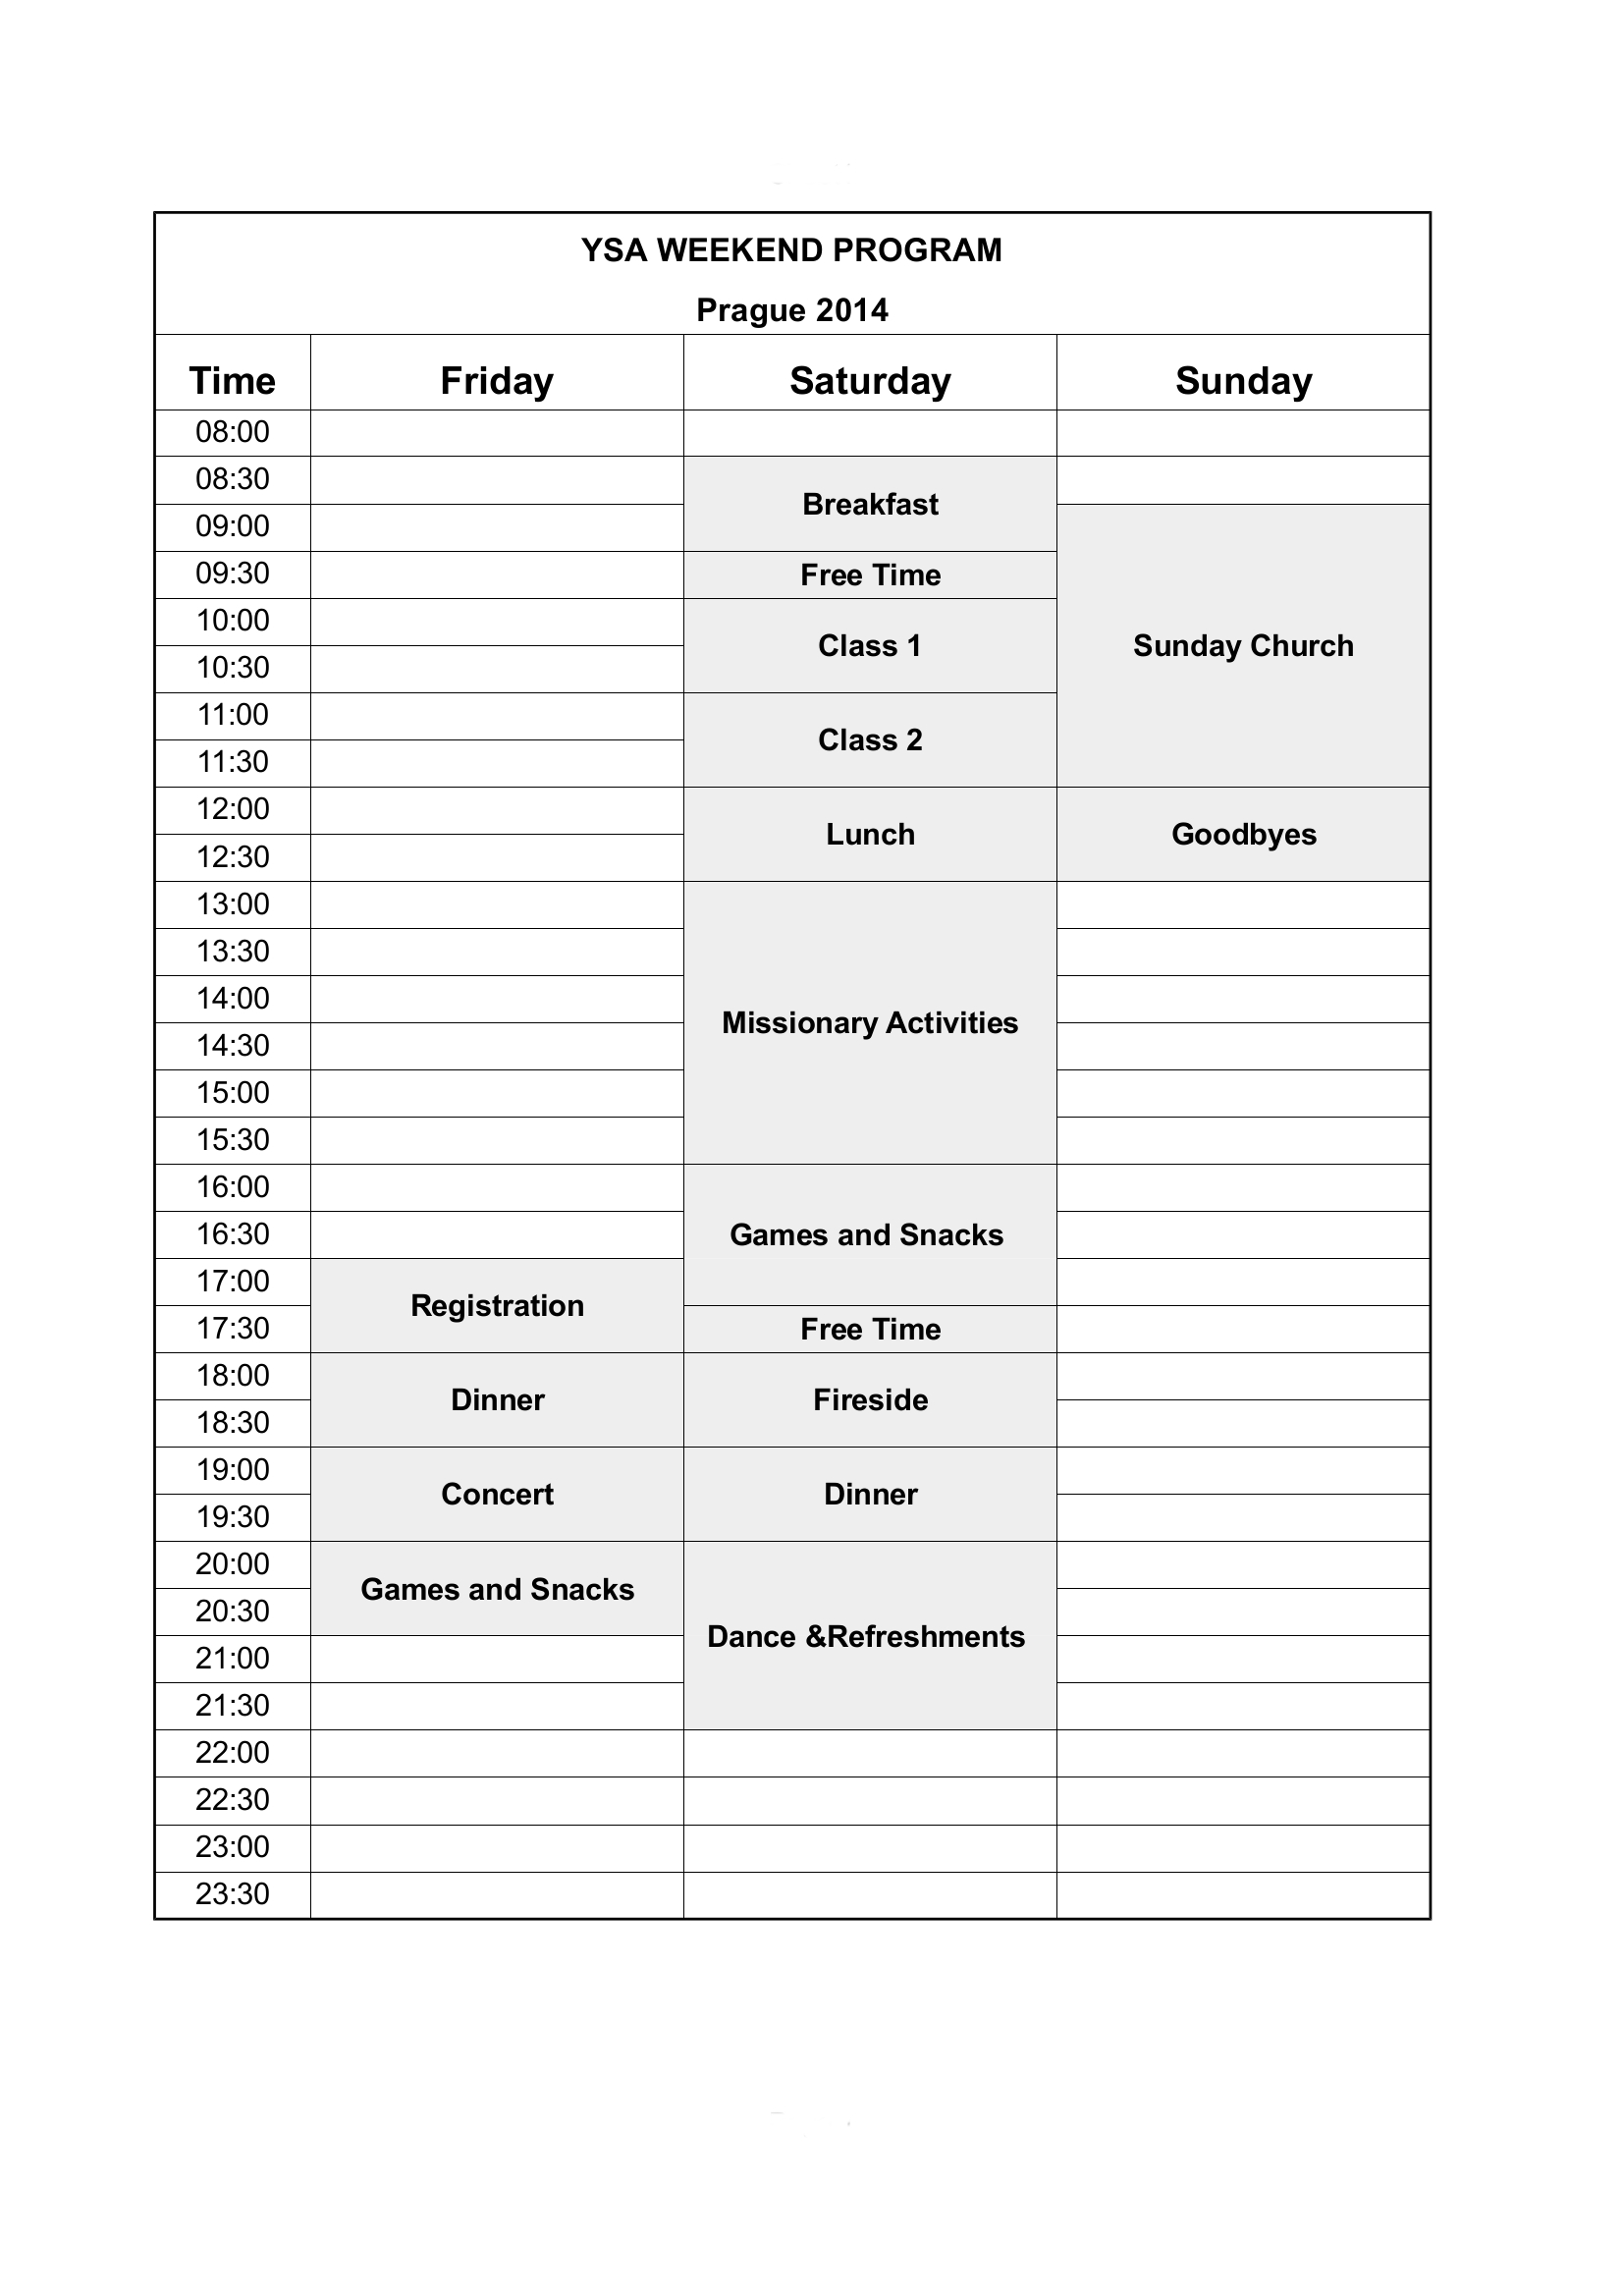 YSA WEEKEND PROGRAM
Prague 2014
Time Friday Saturday Sunday
08:00
08:30
Breakfast
09:00
09:30 Free Time
10:00
Class 1 Sunday Church
10:30
11:00
Class 2
11:30
12:00
Lunch Goodbyes
12:30
13:00
13:30
14:00
Missionary Activities
14:30
15:00
15:30
16:00
16:30 Games and Snacks
17:00
Registration
17:30 Free Time
18:00
Dinner Fireside
18:30
19:00
Concert Dinner
19:30
20:00
Games and Snacks
20:30
Dance &Refreshments
21:00
21:30
22:00
22:30
23:00
23:30